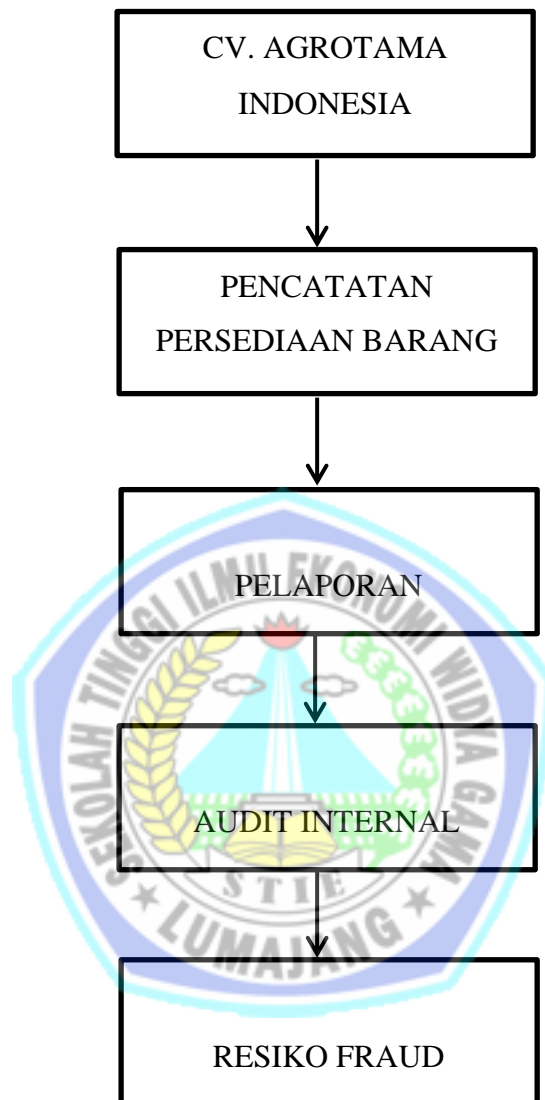 CV. AGROTAMA
INDONESIA
PENCATATAN
PERSEDIAAN BARANG
PELAPORAN
AUDIT INTERNAL
RESIKO FRAUD
SEKOLAH TINGGI ILMU EKONOMI WIDYA GAMA
STIE
★ LUMAJANG ★